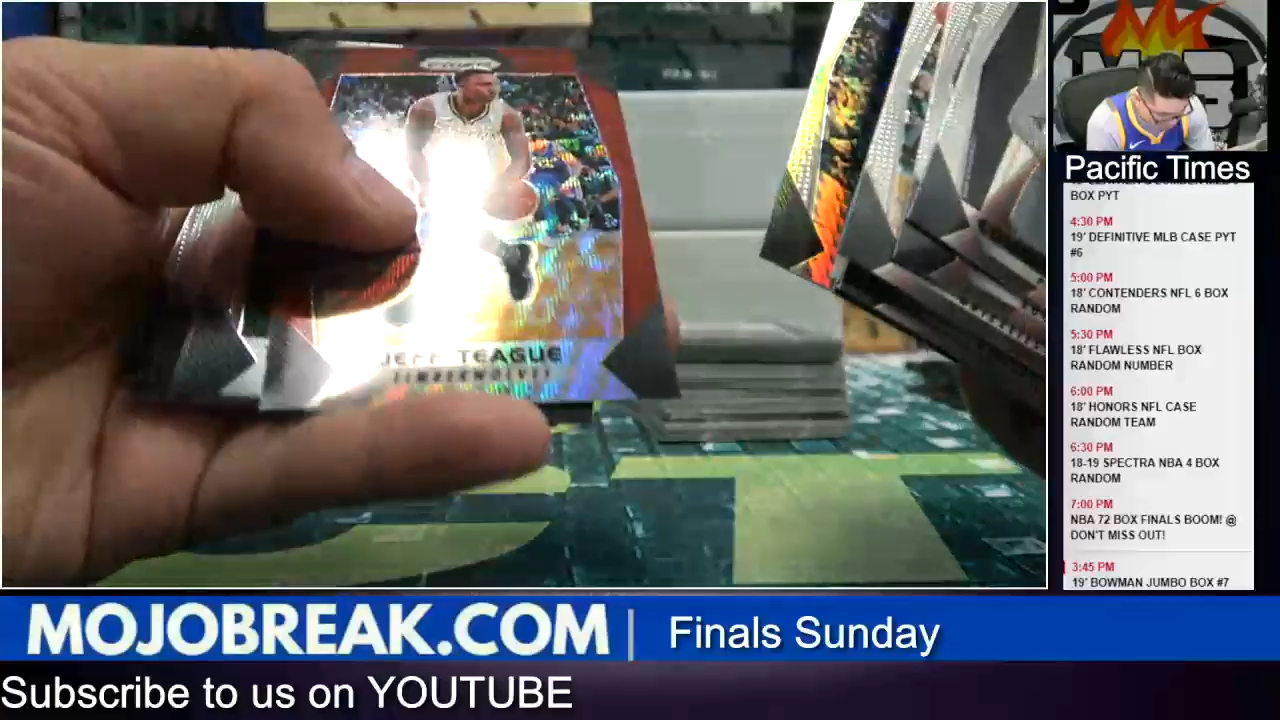 PRIZM
JEFF TEAGUE
TIMBERWOLVES
Pacific Times
BOX PYT
4:30 PM
19' DEFINITIVE MLB CASE PYT
#6
5:00 PM
18' CONTENDERS NFL 6 BOX
RANDOM
5:30 PM
18' FLAWLESS NFL BOX
RANDOM NUMBER
6:00 PM
18' HONORS NFL CASE
RANDOM TEAM
6:30 PM
18-19 SPECTRA NBA 4 BOX
RANDOM
7:00 PM
NBA 72 BOX FINALS BOOM! @
DON'T MISS OUT!
3:45 PM
19' BOWMAN JUMBO BOX #7
MOJOBREAK.COM | Finals Sunday
Subscribe to us on YOUTUBE